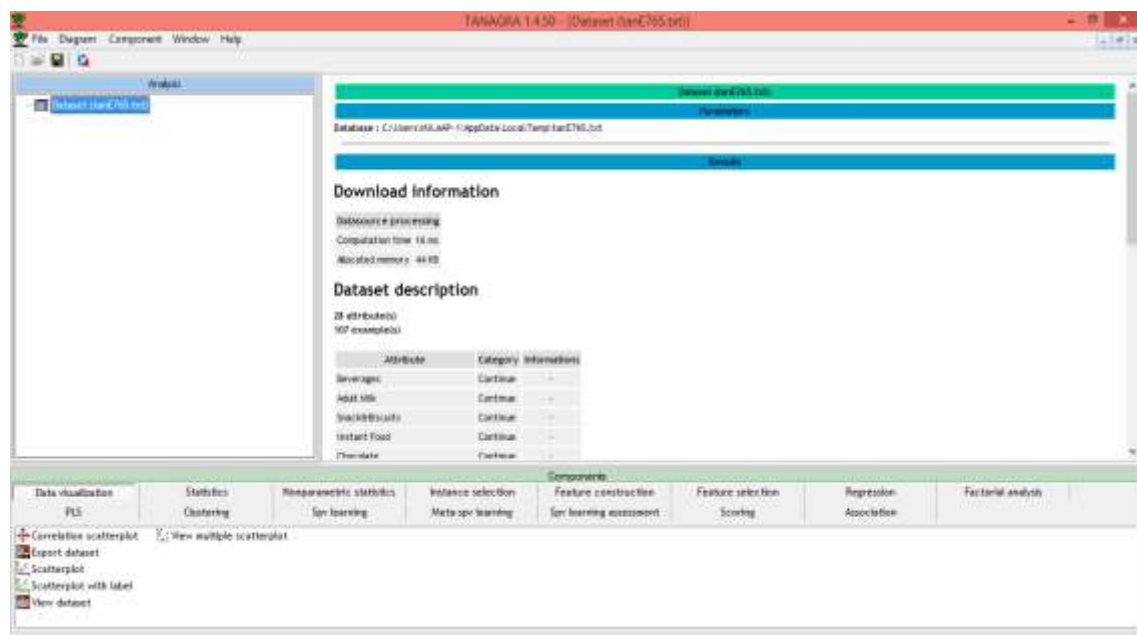 TANAGRA 1.4.50 - [Dataset (tanE765.txt)]
File Diagram Component Window Help
Analysis
Dataset (tanE765.txt)
Dataset (tanE765.txt)
Parameters
Database :
Results
Download information
Datasource processing
Computation time 16 ms
Allocated memory 44 KB
Dataset description
28 attribute(s)
107 example(s)
Attribute Category Informations
Beverages Continue -
Adult Milk Continue -
Snack&Biscuits Continue -
Instant Food Continue -
Chocolate Continue
Components
Data visualization Statistics Nonparametric statistics Instance selection Feature construction Feature selection Regression Factorial analysis
PLS Clustering Spv learning Meta-spv learning Spv learning assessment Scoring Association
Correlation scatterplot View multiple scatterplot
Export dataset
Scatterplot
Scatterplot with label
View dataset